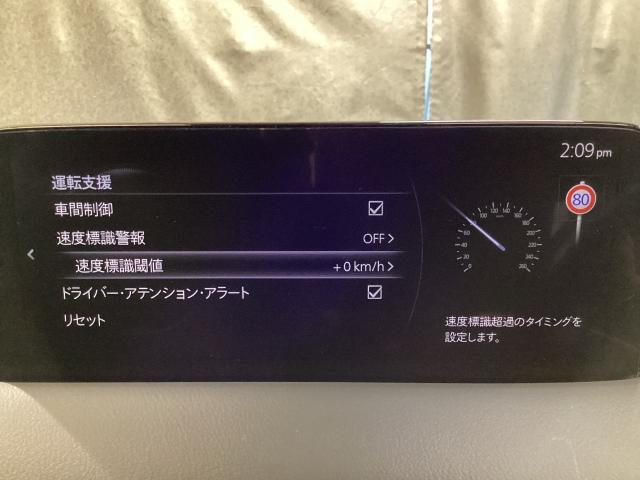 2:09 pm
運転支援
車間制御
速度標識警報 OFF
速度標識閾値 +0 km/h
ドライバー・アテンション・アラート
リセット
80
速度標識超過のタイミングを
設定します。